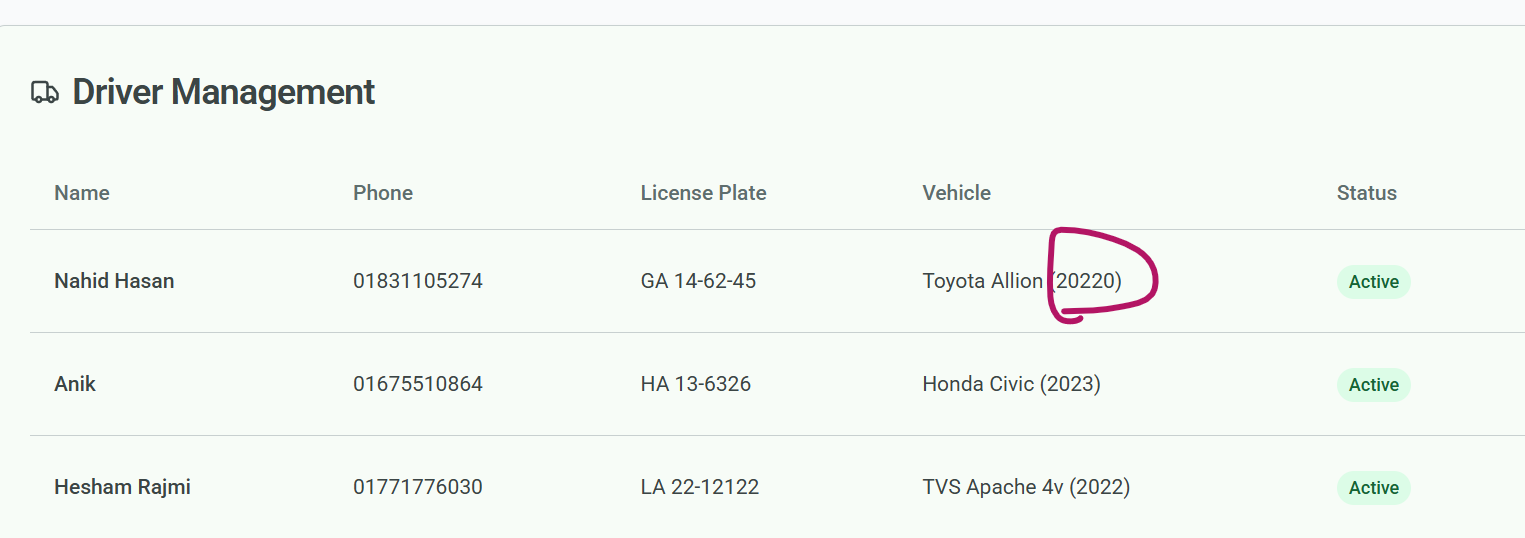 Driver Management
Name Phone License Plate Vehicle Status
Nahid Hasan 01831105274 GA 14-62-45 Toyota Allion (20220) Active
Anik 01675510864 HA 13-6326 Honda Civic (2023) Active
Hesham Rajmi 01771776030 LA 22-12122 TVS Apache 4v (2022) Active